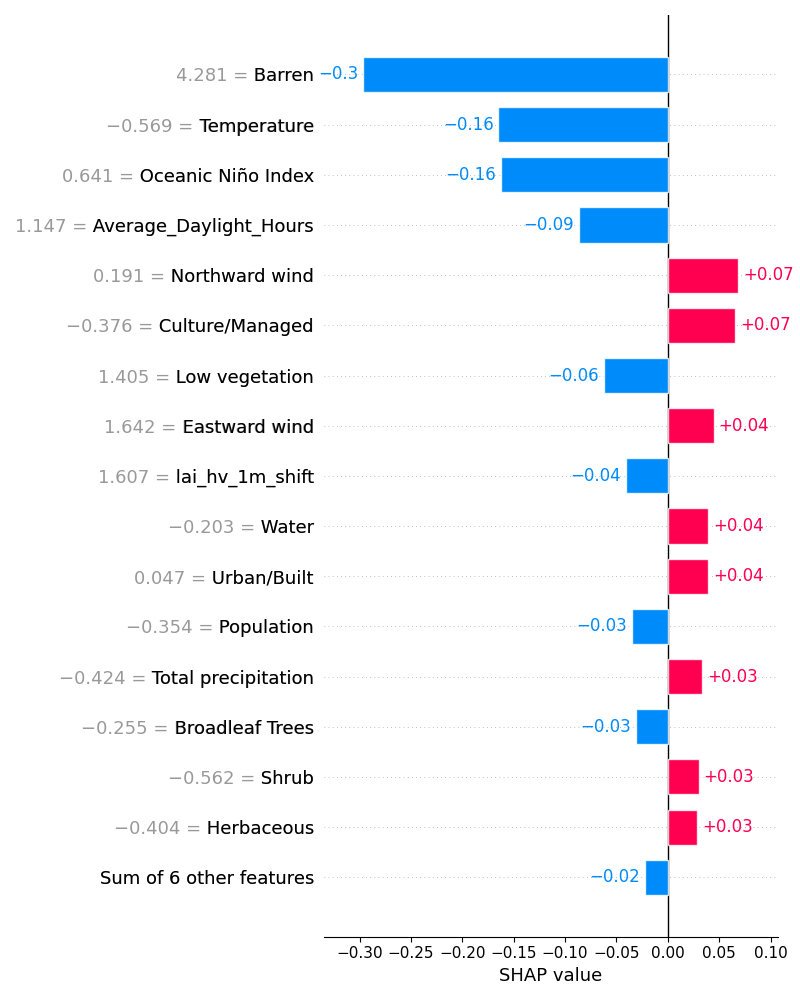 4.281 = Barren −0.3
−0.569 = Temperature −0.16
0.641 = Oceanic Niño Index −0.16
1.147 = Average_Daylight_Hours −0.09
0.191 = Northward wind +0.07
−0.376 = Culture/Managed +0.07
1.405 = Low vegetation −0.06
1.642 = Eastward wind +0.04
1.607 = lai_hv_1m_shift −0.04
−0.203 = Water +0.04
0.047 = Urban/Built +0.04
−0.354 = Population −0.03
−0.424 = Total precipitation +0.03
−0.255 = Broadleaf Trees −0.03
−0.562 = Shrub +0.03
−0.404 = Herbaceous +0.03
Sum of 6 other features −0.02
−0.30 −0.25 −0.20 −0.15 −0.10 −0.05 0.00 0.05 0.10
SHAP value